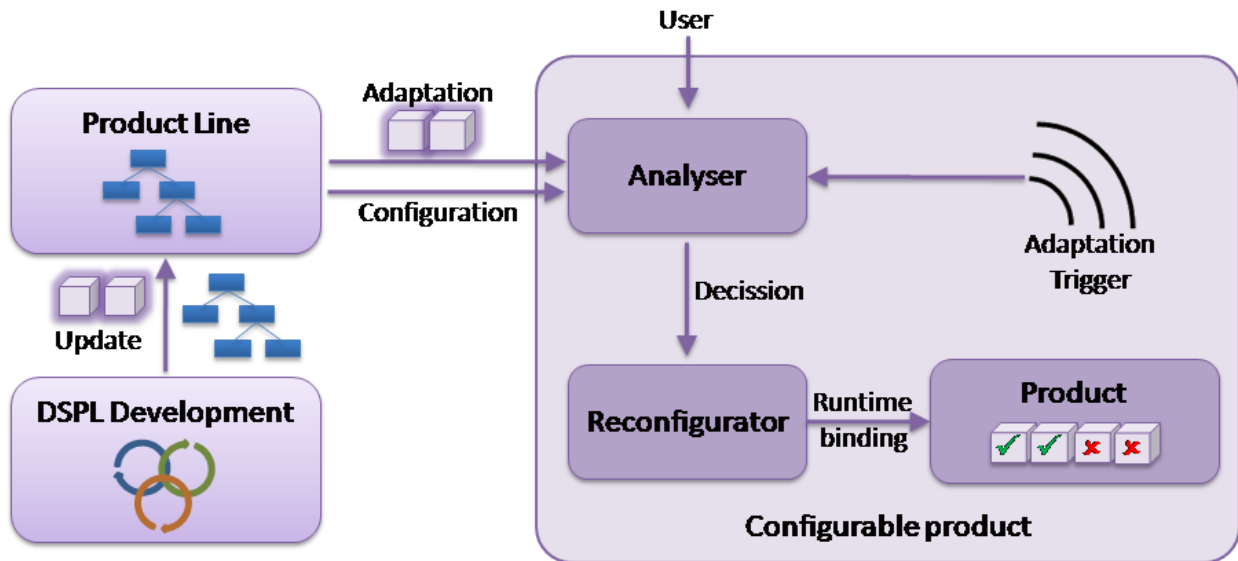 User
Adaptation
Product Line
Analyser
Configuration
Adaptation
Trigger
Decission
Update
DSPL Development
Reconfigurator
Runtime
binding
Product
Configurable product